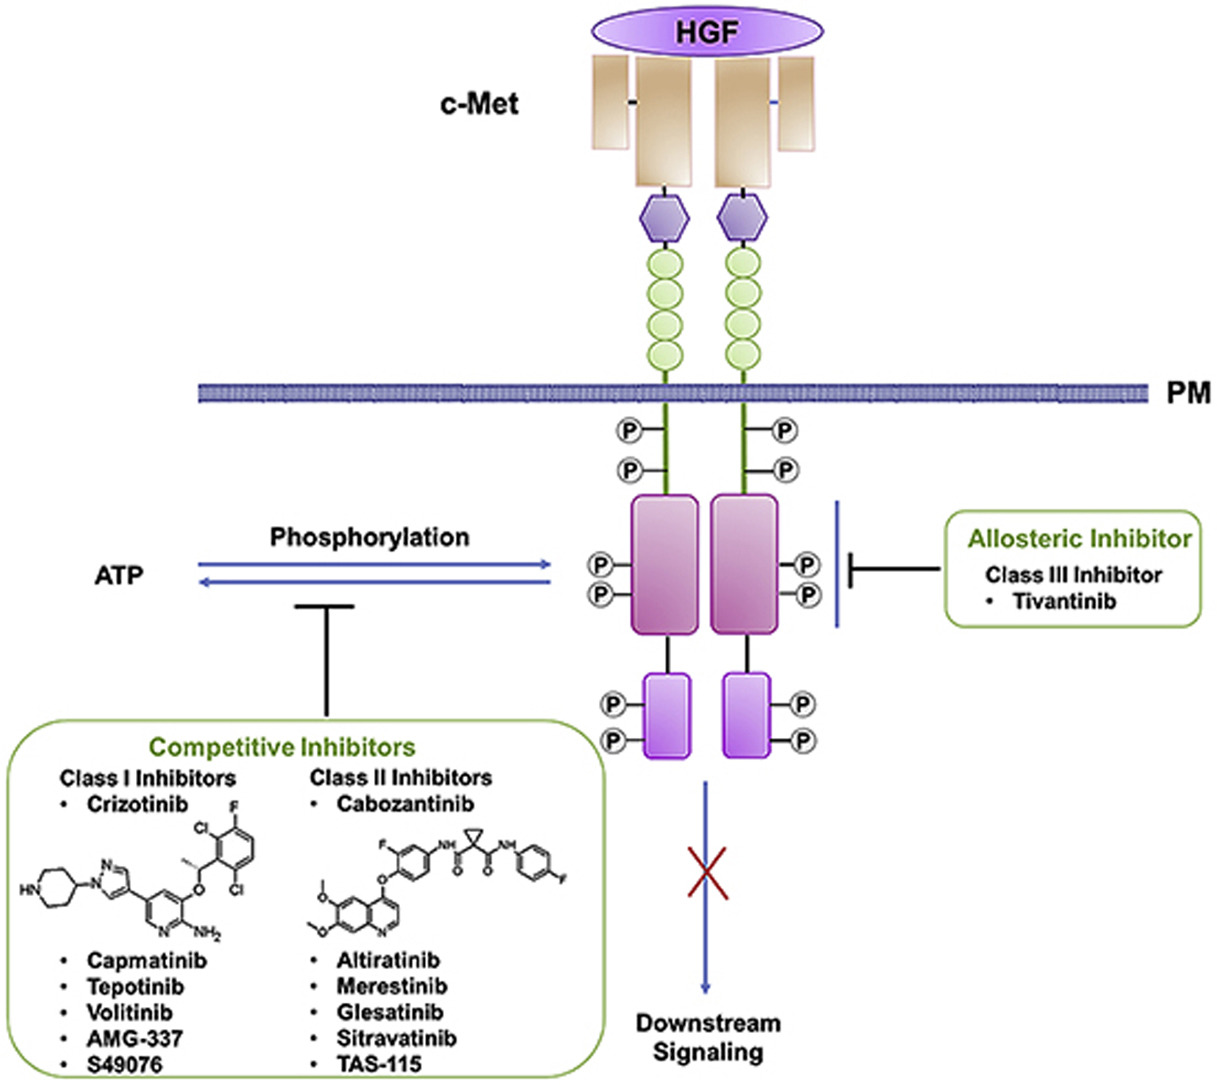 HGF
c-Met
PM
P
P
P
P
Phosphorylation
ATP
P
P
P
P
Allosteric Inhibitor
Class III Inhibitor
• Tivantinib
P
P
P
P
Competitive Inhibitors
Class I Inhibitors
• Crizotinib
F
Cl
HN
N
N
O
Cl
N
NH2
• Capmatinib
• Tepotinib
• Volitinib
• AMG-337
• S49076
Class II Inhibitors
• Cabozantinib
F
NH
NH
O
O
F
O
O
O
N
• Altiratinib
• Merestinib
• Glesatinib
• Sitravatinib
• TAS-115
Downstream
Signaling